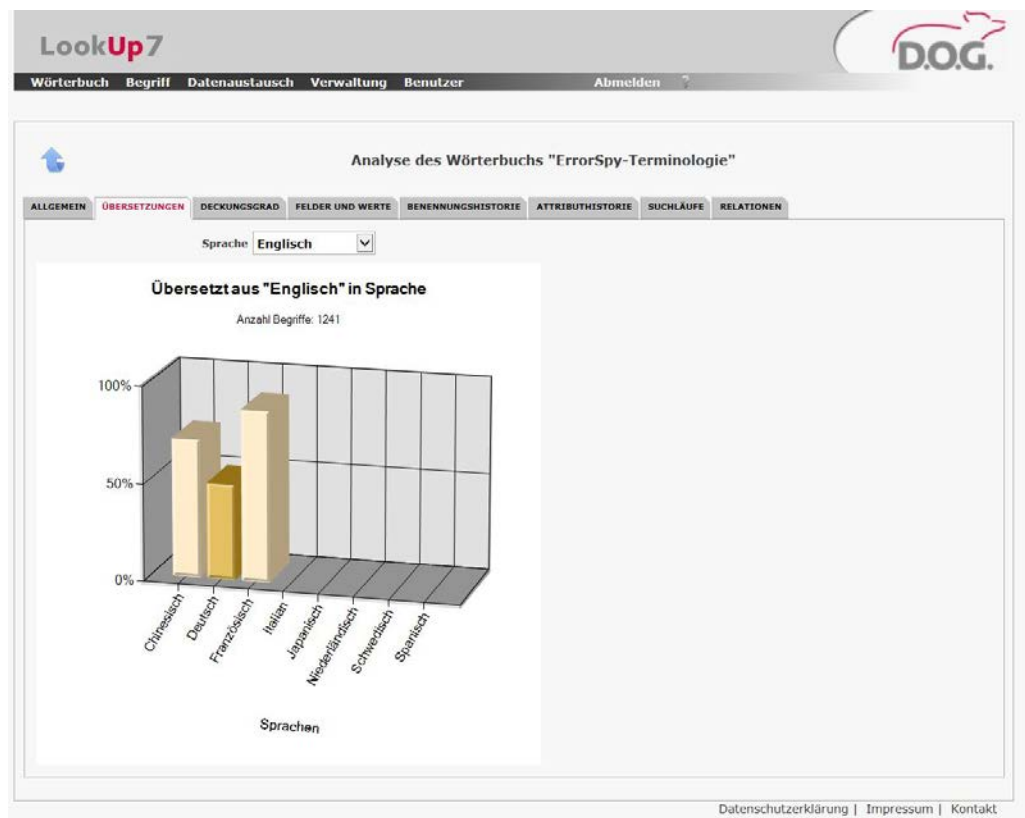 LookUp7
D.O.G.
Wörterbuch Begriff Datenaustausch Verwaltung Benutzer Abmelden ?
Analyse des Wörterbuchs "ErrorSpy-Terminologie"
ALLGEMEIN ÜBERSETZUNGEN DECKUNGSGRAD FELDER UND WERTE BENENNUNGSHISTORIE ATTRIBUTHISTORIE SUCHLÄUFE RELATIONEN
Sprache Englisch
Übersetzt aus "Englisch" in Sprache
Anzahl Begriffe: 1241
100%
50%
0%
Chinesisch
Deutsch
Französisch
Italian
Japanisch
Niederländisch
Schwedisch
Spanisch
Sprachen
Datenschutzerklärung | Impressum | Kontakt